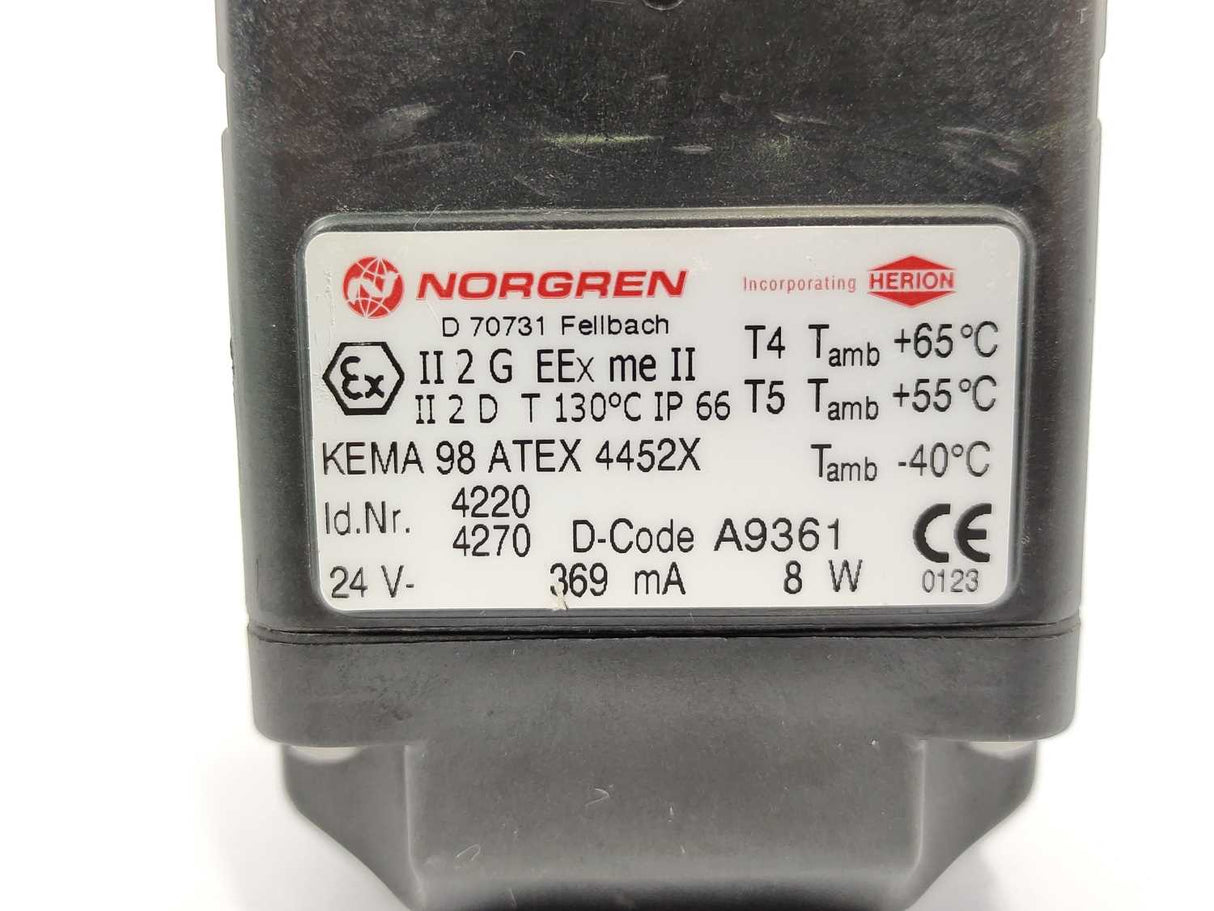 NORGREN Incorporating HERION
D 70731 Fellbach
Ex II 2 G EEx me II T4 Tamb +65°C
II 2 D T 130°C IP 66 T5 Tamb +55°C
KEMA 98 ATEX 4452X Tamb -40°C
Id.Nr. 4220
4270 D-Code A9361 CE
24 V- 369 mA 8 W 0123